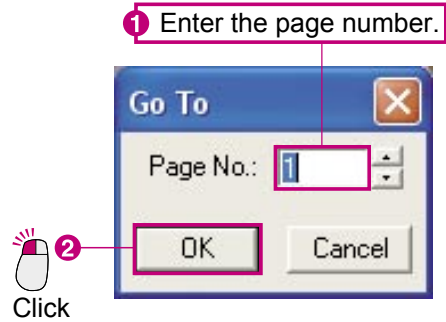 1 Enter the page number.
Go To
Page No.: 1
2 OK Cancel
Click